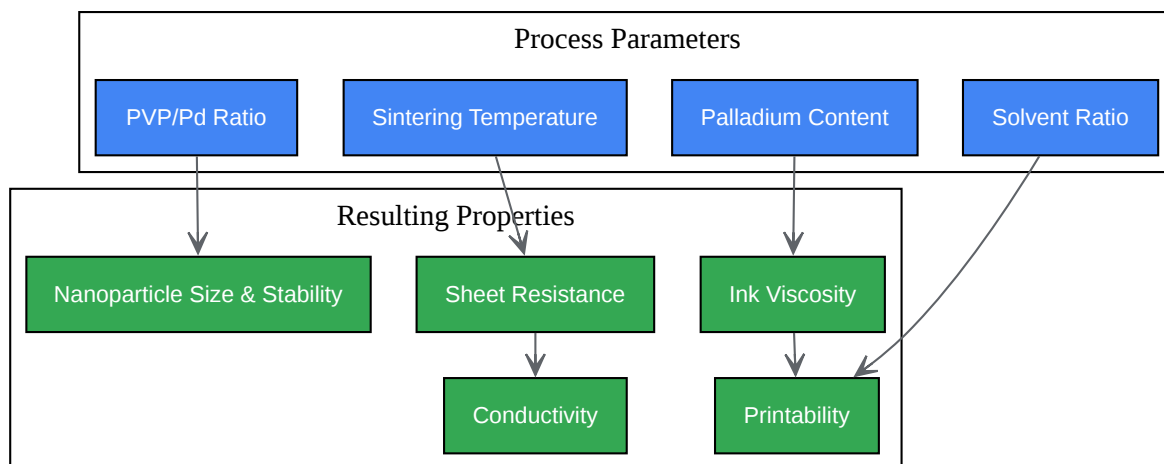 Process Parameters
PVP/Pd Ratio
Sintering Temperature
Palladium Content
Solvent Ratio
Resulting Properties
Nanoparticle Size & Stability
Sheet Resistance
Ink Viscosity
Conductivity
Printability